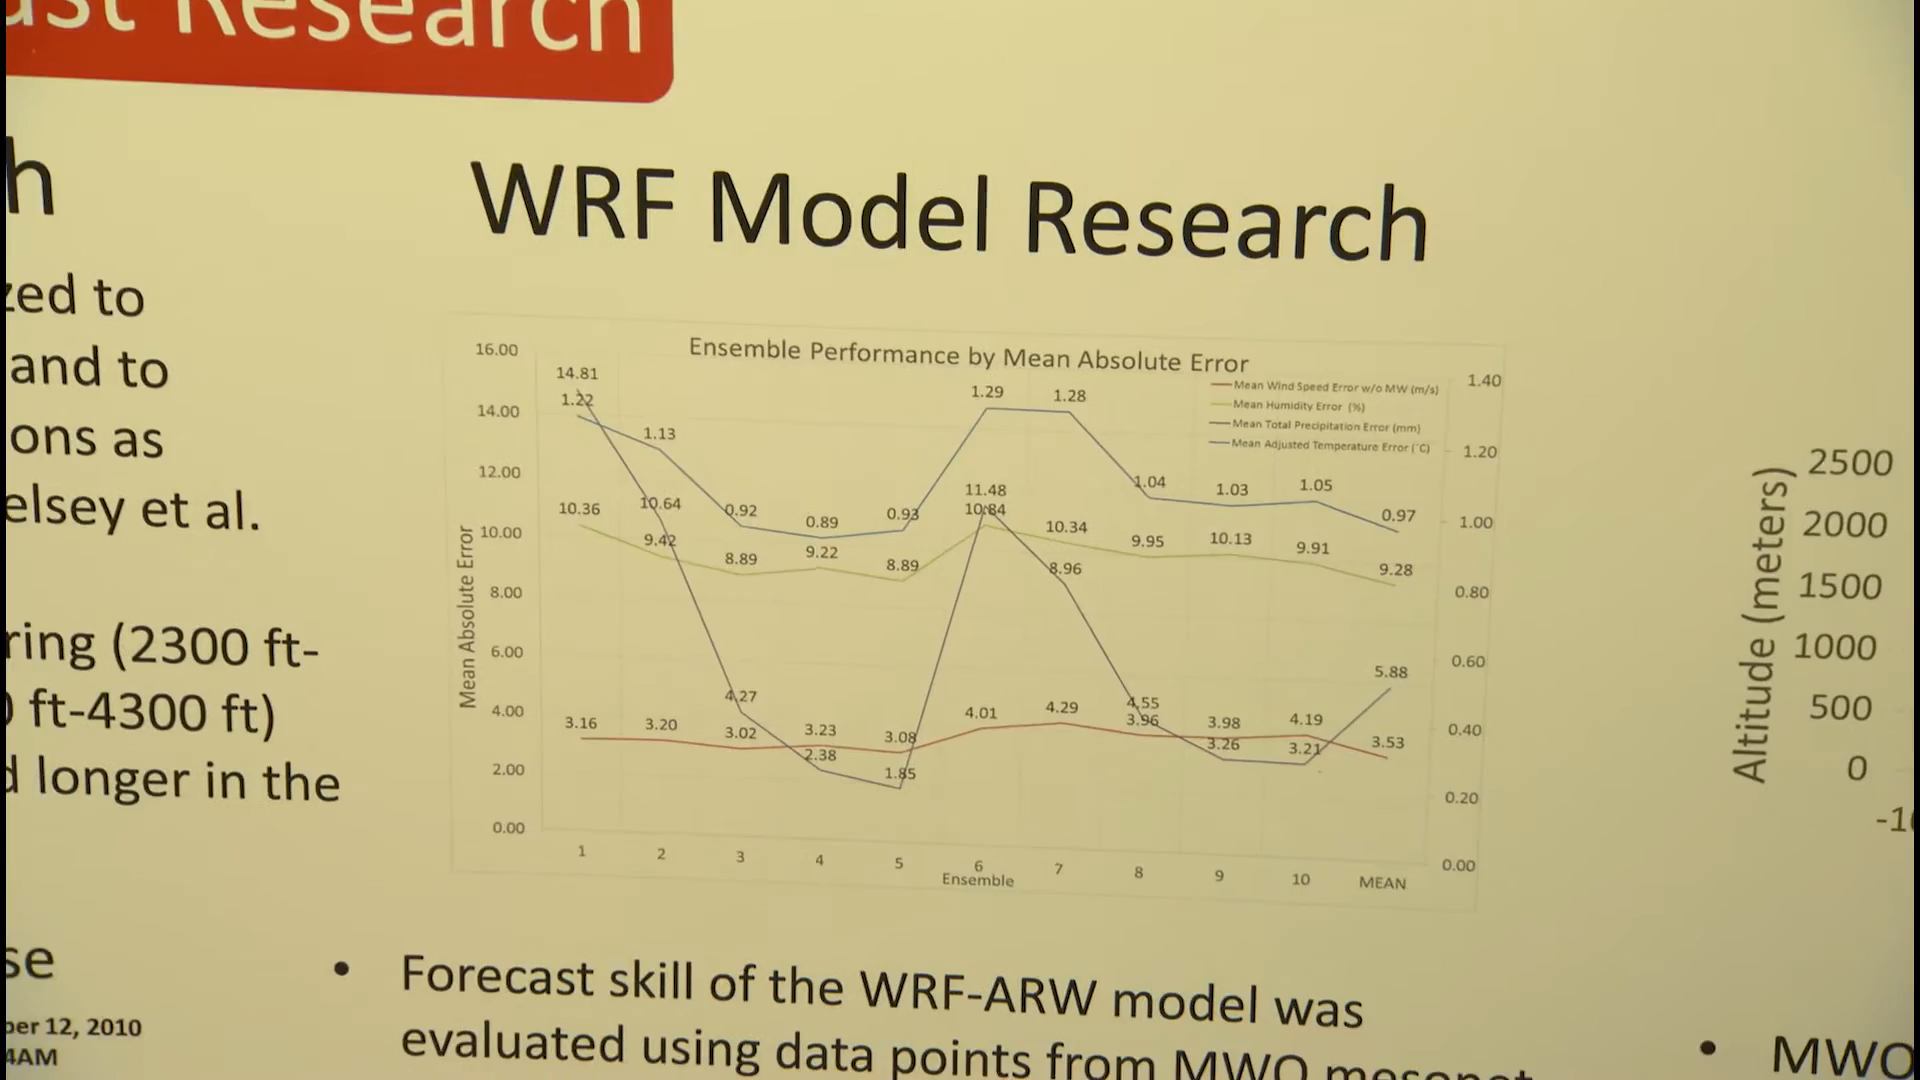 Research
h
WRF Model Research
zed to
and to
ons as
elsey et al.
ring (2300 ft-
) ft-4300 ft)
d longer in the
se
ber 12, 2010
4AM
Ensemble Performance by Mean Absolute Error
Mean Wind Speed Error w/o MW (m/s)
Mean Humidity Error (%)
Mean Total Precipitation Error (mm)
Mean Adjusted Temperature Error (°C)
Mean Absolute Error
16.00
14.00
12.00
10.00
8.00
6.00
4.00
2.00
0.00
1.40
1.20
1.00
0.80
0.60
0.40
0.20
0.00
14.81
1.22 1.13 0.92 0.89 0.93 1.29 1.28 1.04 1.03 1.05 0.97
10.64 4.27 2.38 1.85 11.48 8.96 4.55 3.26 3.21 5.88
10.36 9.42 8.89 9.22 8.89 10.84 10.34 9.95 10.13 9.91 9.28
3.16 3.20 3.02 3.23 3.08 4.01 4.29 3.96 3.98 4.19 3.53
1 2 3 4 5 6 7 8 9 10 MEAN
Ensemble
• Forecast skill of the WRF-ARW model was
evaluated using data points from MWO mesonet
Altitude (meters)
2500
2000
1500
1000
500
0
-1
• MWO